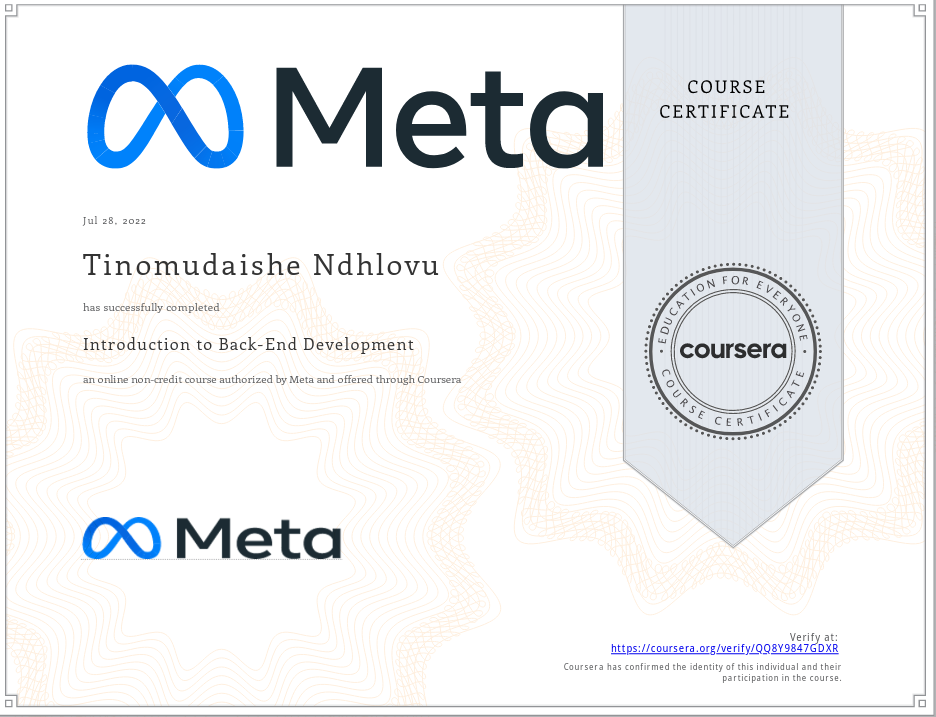 Meta
COURSE
CERTIFICATE
Jul 28, 2022
Tinomudaishe Ndhlovu
has successfully completed
Introduction to Back-End Development
an online non-credit course authorized by Meta and offered through Coursera
EDUCATION FOR EVERYONE
coursera
COURSE CERTIFICATE
Meta
Verify at:
https://coursera.org/verify/QQ8Y9847GDXR
Coursera has confirmed the identity of this individual and their
participation in the course.